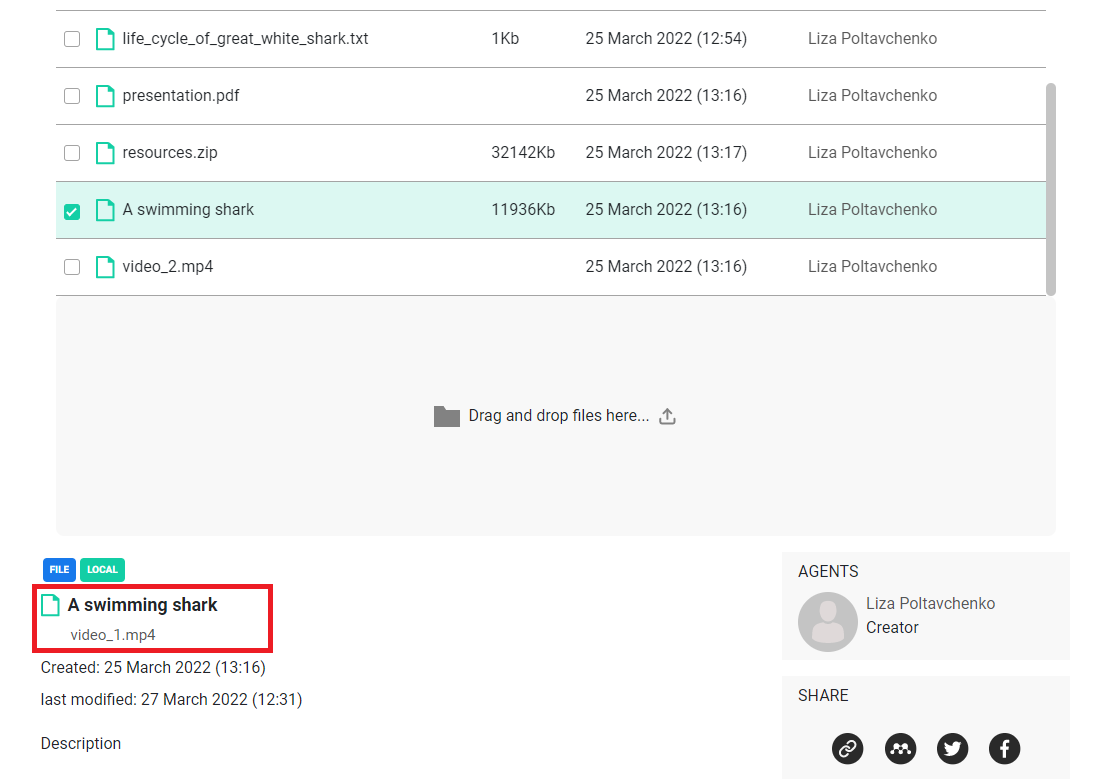 life_cycle_of_great_white_shark.txt 1Kb 25 March 2022 (12:54) Liza Poltavchenko
presentation.pdf 25 March 2022 (13:16) Liza Poltavchenko
resources.zip 32142Kb 25 March 2022 (13:17) Liza Poltavchenko
A swimming shark 11936Kb 25 March 2022 (13:16) Liza Poltavchenko
video_2.mp4 25 March 2022 (13:16) Liza Poltavchenko
Drag and drop files here...
FILE LOCAL
A swimming shark
video_1.mp4
Created: 25 March 2022 (13:16)
last modified: 27 March 2022 (12:31)
Description
AGENTS
Liza Poltavchenko
Creator
SHARE